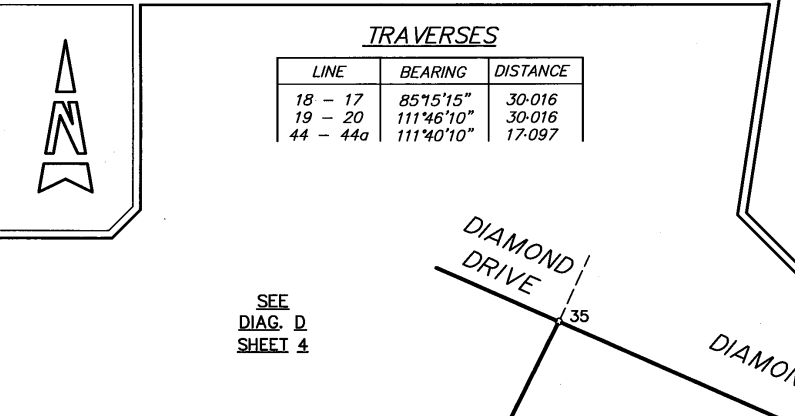 TRAVERSES
LINE BEARING DISTANCE
18 - 17 85°15'15" 30·016
19 - 20 111°46'10" 30·016
44 - 44a 111°40'10" 17·097
N
DIAMOND
DRIVE
35
SEE
DIAG. D
SHEET 4